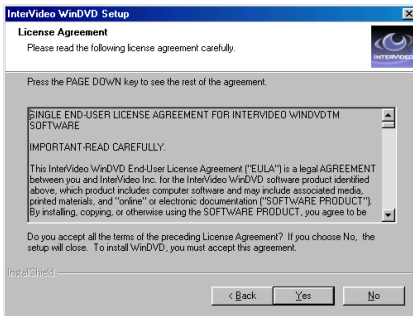 InterVideo WinDVD Setup
License Agreement
Please read the following license agreement carefully.
INTERVIDEO
Press the PAGE DOWN key to see the rest of the agreement.
SINGLE END-USER LICENSE AGREEMENT FOR INTERVIDEO WINDVDTM
SOFTWARE
IMPORTANT-READ CAREFULLY.
This InterVideo WinDVD End-User License Agreement ("EULA") is a legal AGREEMENT
between you and InterVideo Inc. for the InterVideo WinDVD software product identified
above, which product includes computer software and may include associated media,
printed materials, and "online" or electronic documentation ("SOFTWARE PRODUCT").
By installing, copying, or otherwise using the SOFTWARE PRODUCT, you agree to be
Do you accept all the terms of the preceding License Agreement? If you choose No, the
setup will close. To install WinDVD, you must accept this agreement.
InstallShield
< Back Yes No